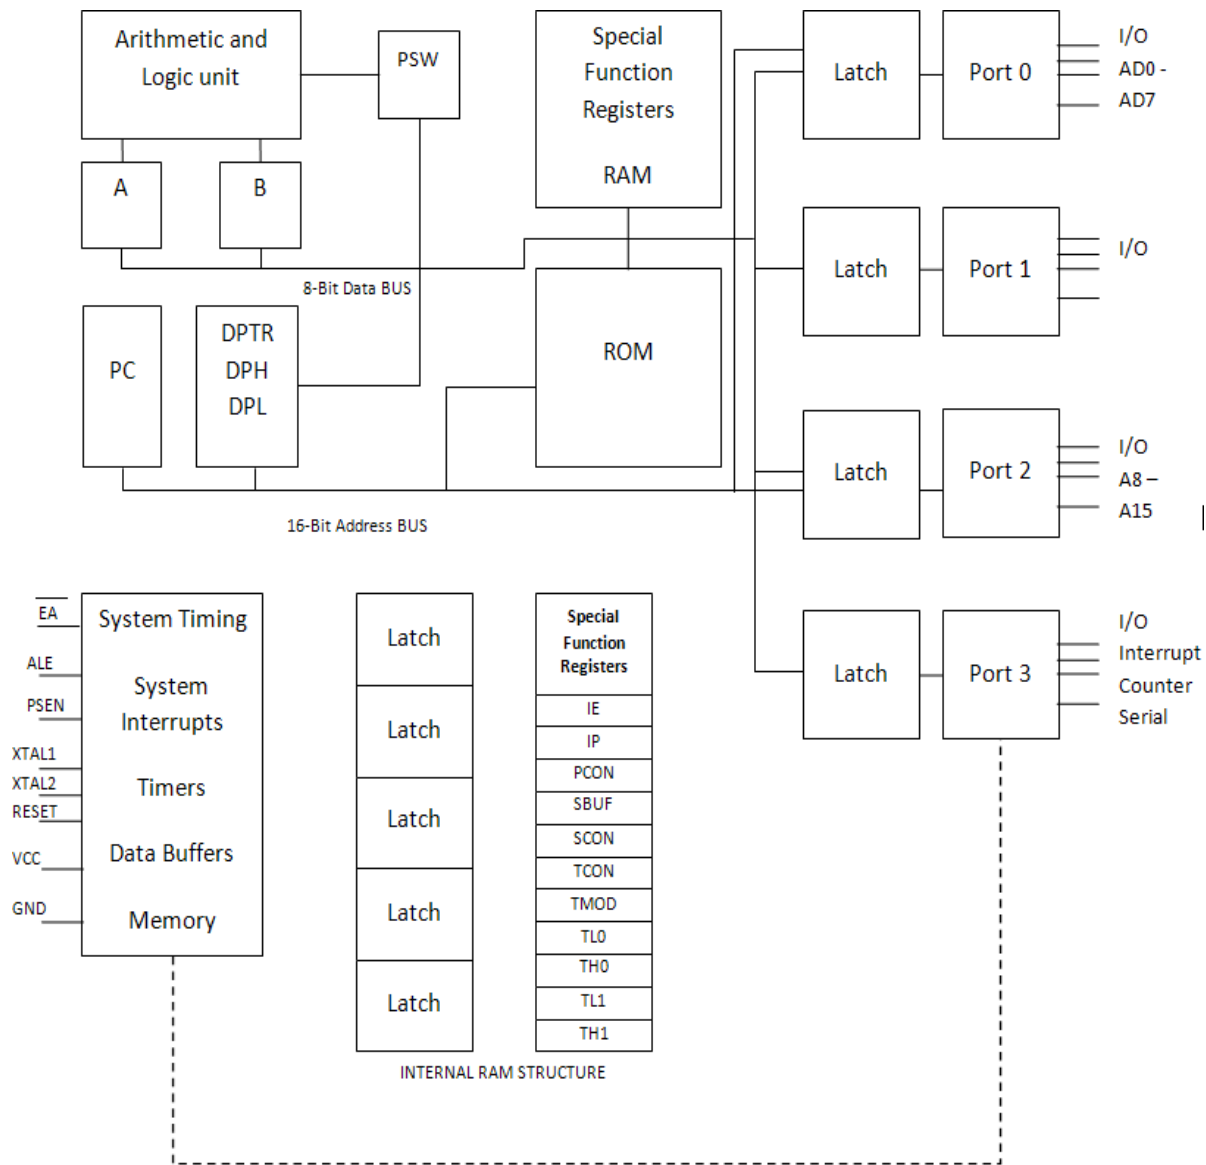 Arithmetic and
Logic unit
PSW
Special
Function
Registers
RAM
Latch
Port 0
I/O
AD0 -
AD7
A
B
Latch
Port 1
I/O
8-Bit Data BUS
PC
DPTR
DPH
DPL
ROM
Latch
Port 2
I/O
A8 –
A15
16-Bit Address BUS
EA
ALE
PSEN
XTAL1
XTAL2
RESET
VCC
GND
System Timing
System
Interrupts
Timers
Data Buffers
Memory
Latch
Latch
Latch
Latch
Latch
Special
Function
Registers
IE
IP
PCON
SBUF
SCON
TCON
TMOD
TL0
TH0
TL1
TH1
INTERNAL RAM STRUCTURE
Latch
Port 3
I/O
Interrupt
Counter
Serial